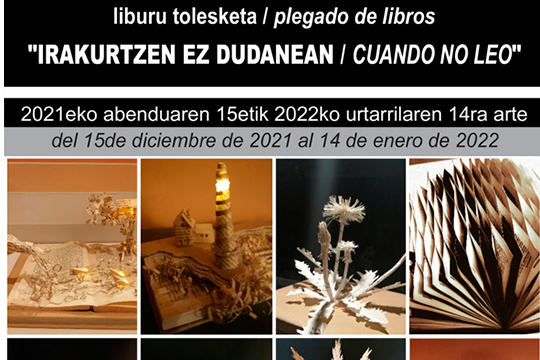 liburu tolesketa / plegado de libros
"IRAKURTZEN EZ DUDANEAN / CUANDO NO LEO"
2021eko abenduaren 15etik 2022ko urtarrilaren 14ra arte
del 15de diciembre de 2021 al 14 de enero de 2022